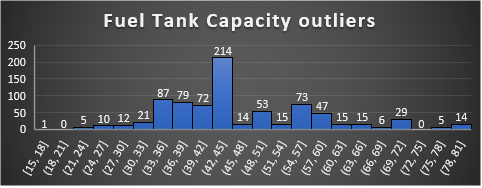 Fuel Tank Capacity outliers
250
200
150
100
50
0
1 0 5 10 12 21 87 79 72 214 14 53 15 73 47 15 15 6 29 0 5 14
[15, 18] (18, 21] (21, 24] (24, 27] (27, 30] (30, 33] (33, 36] (36, 39] (39, 42] (42, 45] (45, 48] (48, 51] (51, 54] (54, 57] (57, 60] (60, 63] (63, 66] (66, 69] (69, 72] (72, 75] (75, 78] (78, 81]